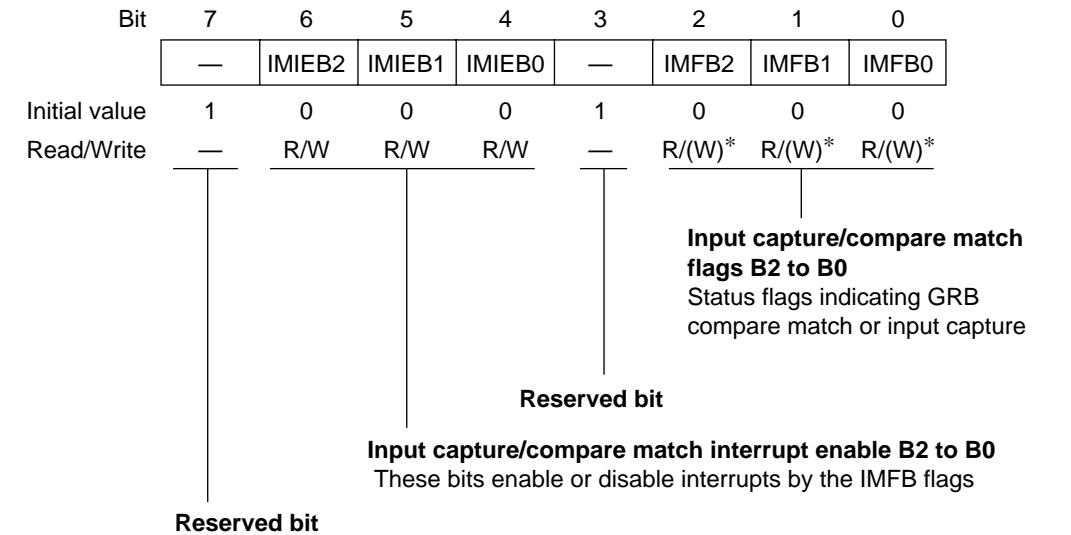 Bit 7 6 5 4 3 2 1 0
— IMIEB2 IMIEB1 IMIEB0 — IMFB2 IMFB1 IMFB0
Initial value 1 0 0 0 1 0 0 0
Read/Write — R/W R/W R/W — R/(W)* R/(W)* R/(W)*
Input capture/compare match
flags B2 to B0
Status flags indicating GRB
compare match or input capture
Reserved bit
Input capture/compare match interrupt enable B2 to B0
These bits enable or disable interrupts by the IMFB flags
Reserved bit